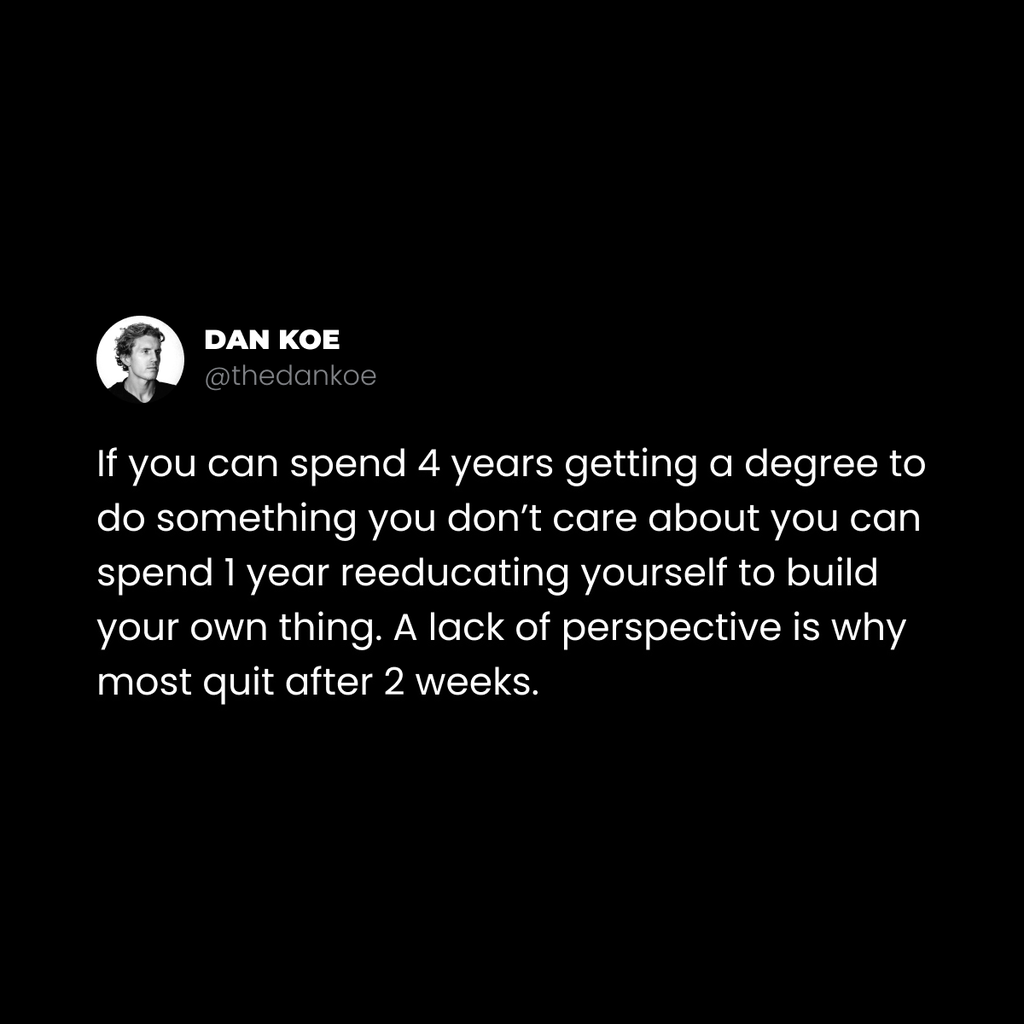 DAN KOE
@thedankoe
If you can spend 4 years getting a degree to
do something you don’t care about you can
spend 1 year reeducating yourself to build
your own thing. A lack of perspective is why
most quit after 2 weeks.